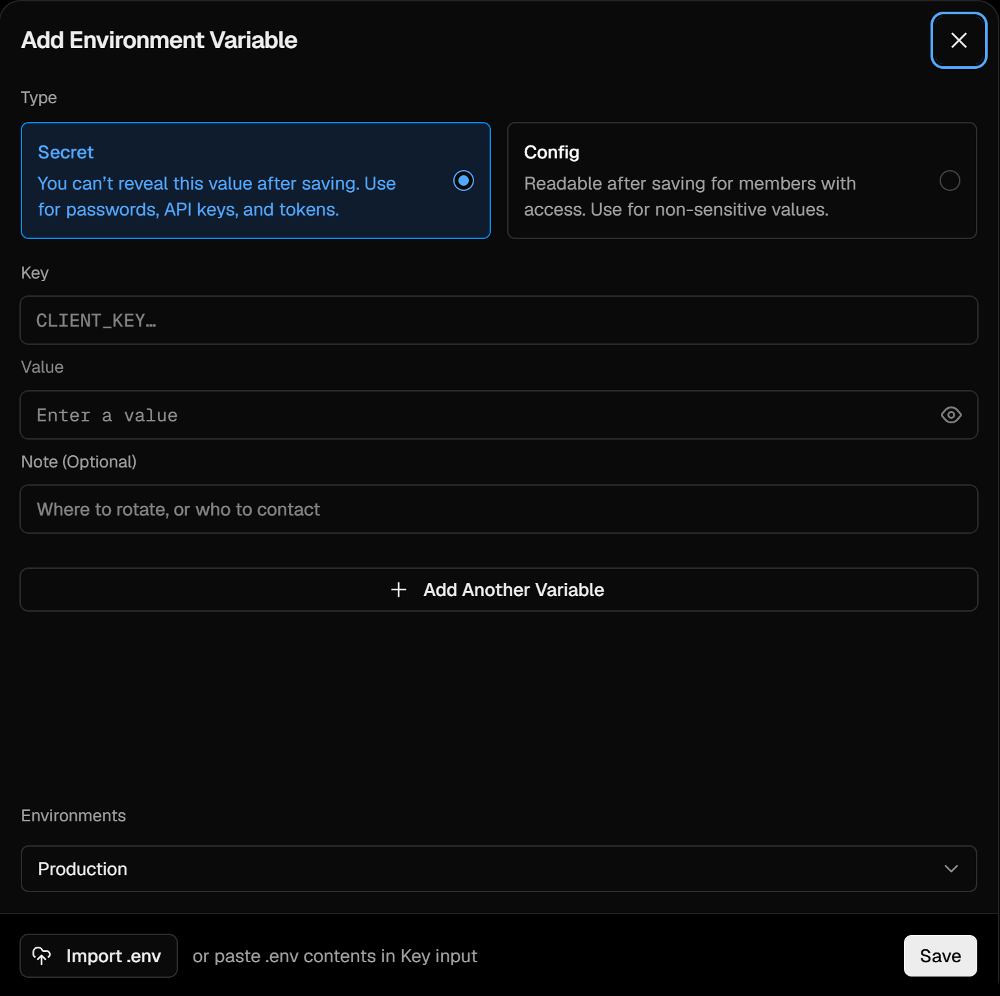 Add Environment Variable
Type
Secret
You can’t reveal this value after saving. Use
for passwords, API keys, and tokens.
Config
Readable after saving for members with
access. Use for non-sensitive values.
Key
CLIENT_KEY…
Value
Enter a value
Note (Optional)
Where to rotate, or who to contact
Add Another Variable
Environments
Production
Import .env
or paste .env contents in Key input
Save